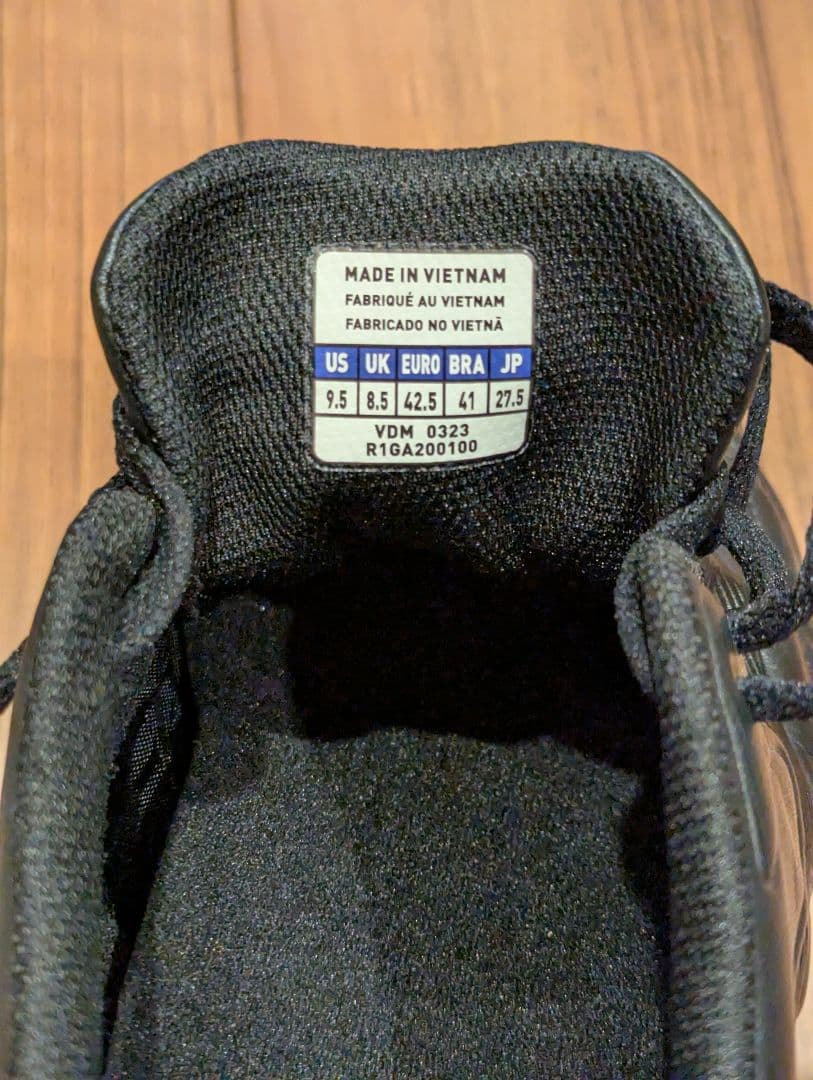 MADE IN VIETNAM
FABRIQUÉ AU VIETNAM
FABRICADO NO VIETNÃ
US UK EURO BRA JP
9.5 8.5 42.5 41 27.5
VDM 0323
R1GA200100